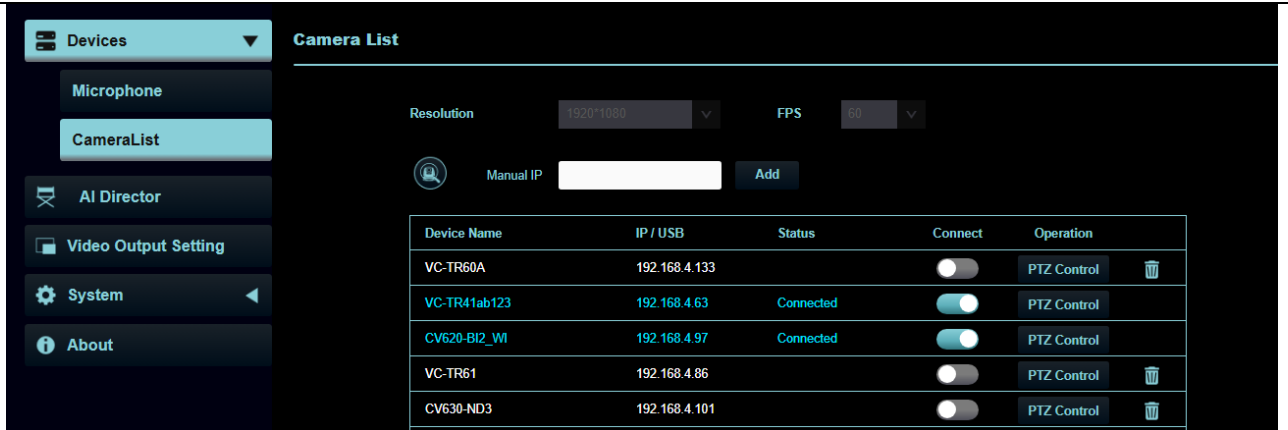 Devices
Microphone
CameraList
AI Director
Video Output Setting
System
About
Camera List
Resolution 1920*1080 FPS 60
Manual IP Add
Device Name IP / USB Status Connect Operation
VC-TR60A 192.168.4.133 PTZ Control
VC-TR41ab123 192.168.4.63 Connected PTZ Control
CV620-BI2_WI 192.168.4.97 Connected PTZ Control
VC-TR61 192.168.4.86 PTZ Control
CV630-ND3 192.168.4.101 PTZ Control